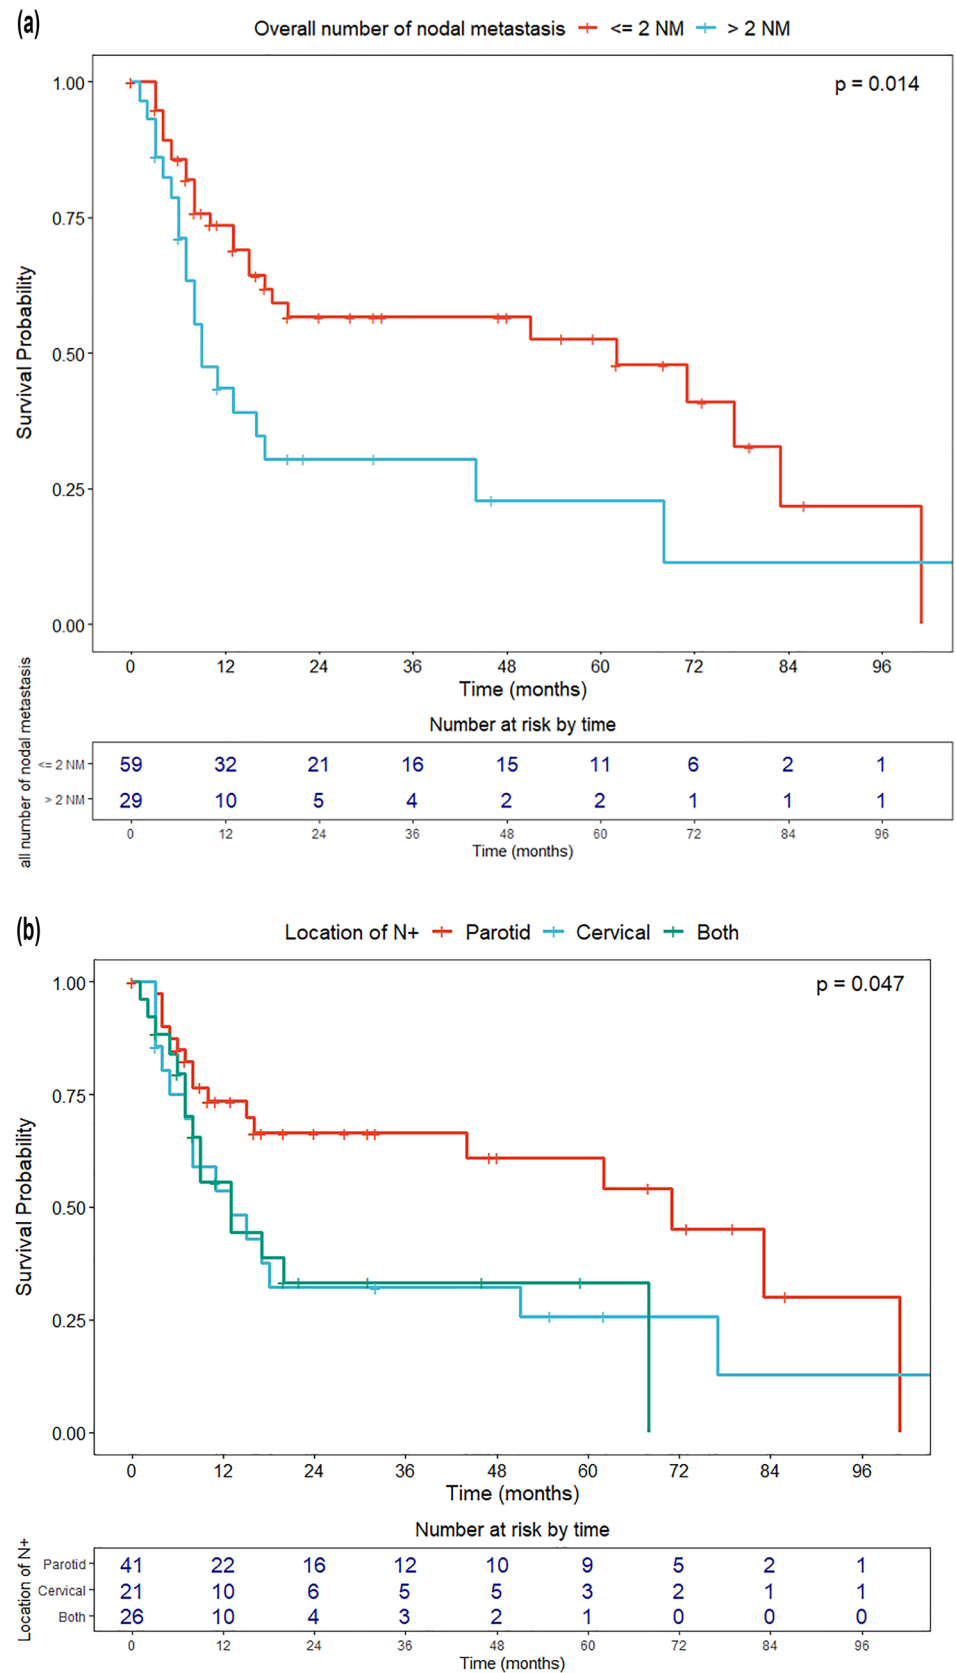 (a)
Overall number of nodal metastasis <= 2 NM > 2 NM
p = 0.014
1.00
0.75
0.50
0.25
0.00
Survival Probability
0 12 24 36 48 60 72 84 96
Time (months)
Number at risk by time
all number of nodal metastasis
<= 2 NM 59 32 21 16 15 11 6 2 1
> 2 NM 29 10 5 4 2 2 1 1 1
0 12 24 36 48 60 72 84 96
Time (months)
(b)
Location of N+ Parotid Cervical Both
p = 0.047
1.00
0.75
0.50
0.25
0.00
Survival Probability
0 12 24 36 48 60 72 84 96
Time (months)
Number at risk by time
Location of N+
Parotid 41 22 16 12 10 9 5 2 1
Cervical 21 10 6 5 5 3 2 1 1
Both 26 10 4 3 2 1 0 0 0
0 12 24 36 48 60 72 84 96
Time (months)